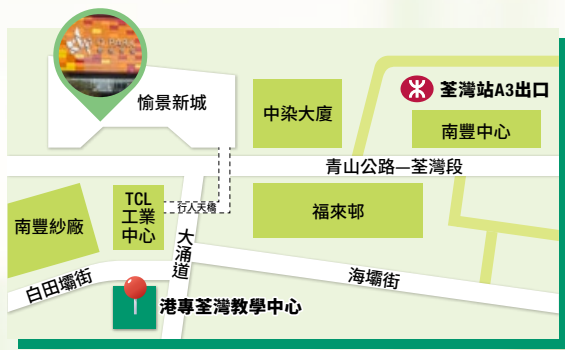 愉景新城
中染大廈
荃灣站A3出口
南豐中心
青山公路—荃灣段
TCL
工業
中心
行人天橋
福來邨
南豐紗廠
大涌道
白田壩街
海壩街
港專荃灣教學中心